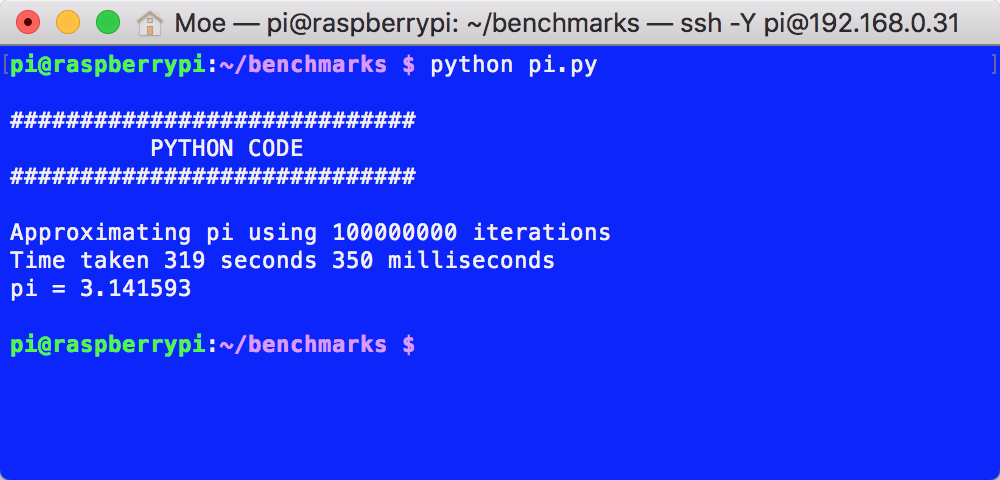 Moe — pi@raspberrypi: ~/benchmarks — ssh -Y pi@192.168.0.31
[pi@raspberrypi:~/benchmarks $ python pi.py ]
#############################
PYTHON CODE
#############################
Approximating pi using 100000000 iterations
Time taken 319 seconds 350 milliseconds
pi = 3.141593
pi@raspberrypi:~/benchmarks $